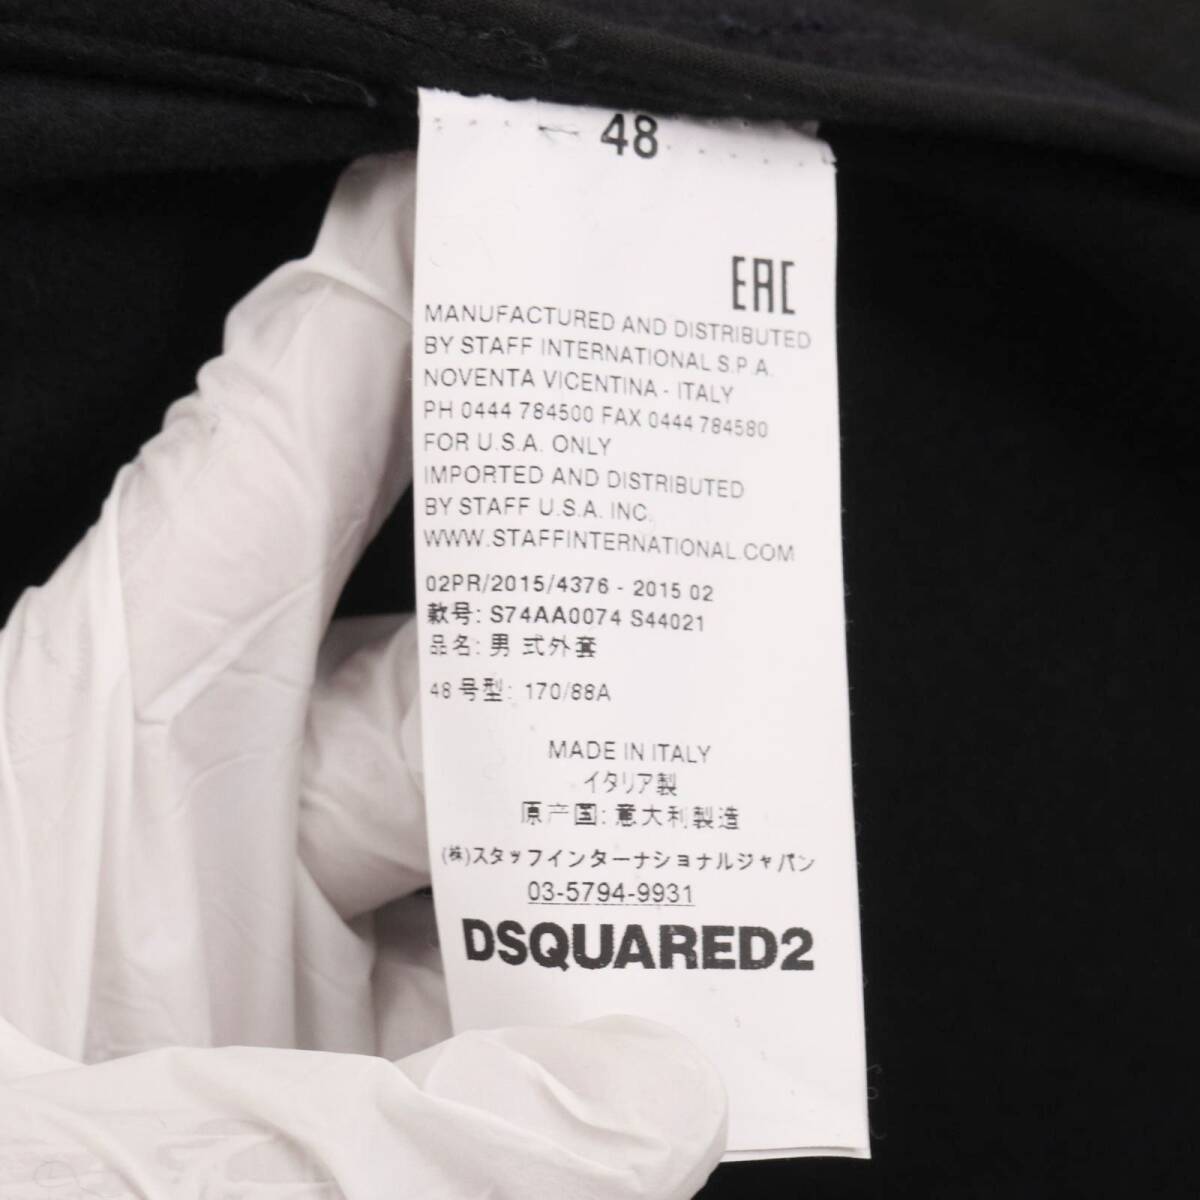 48
EAC
MANUFACTURED AND DISTRIBUTED
BY STAFF INTERNATIONAL S.P.A.
NOVENTA VICENTINA - ITALY
PH 0444 784500 FAX 0444 784580
FOR U.S.A. ONLY
IMPORTED AND DISTRIBUTED
BY STAFF U.S.A. INC.
WWW.STAFFINTERNATIONAL.COM
02PR/2015/4376 - 2015 02
款号: S74AA0074 S44021
品名: 男 式外套
48 号型: 170/88A
MADE IN ITALY
イタリア製
原产国: 意大利製造
(株)スタッフインターナショナルジャパン
03-5794-9931
DSQUARED2